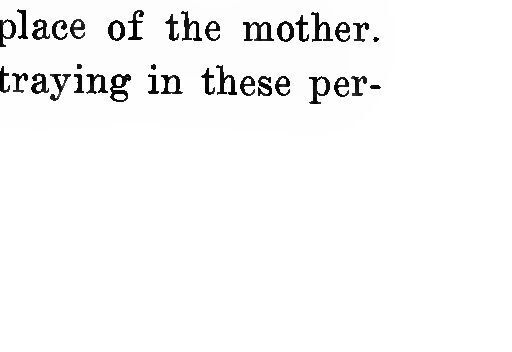 place of the mother.
traying in these per-